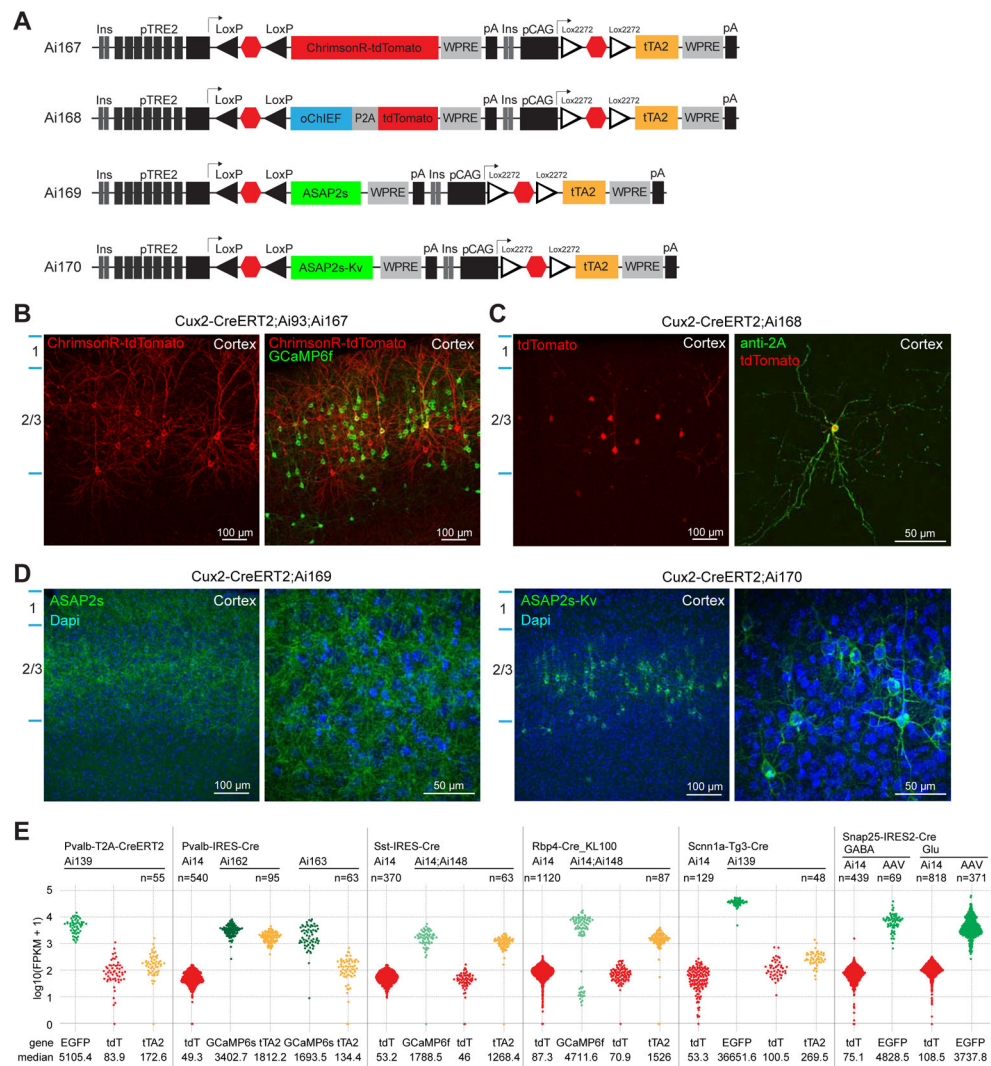 A
Ins pTRE2 LoxP LoxP pA Ins pCAG Lox2272 Lox2272 pA
Ai167 ChrimsonR-tdTomato WPRE tTA2 WPRE
Ins pTRE2 LoxP LoxP pA Ins pCAG Lox2272 Lox2272 pA
Ai168 oChIEF P2A tdTomato WPRE tTA2 WPRE
Ins pTRE2 LoxP LoxP pA Ins pCAG Lox2272 Lox2272 pA
Ai169 ASAP2s WPRE tTA2 WPRE
Ins pTRE2 LoxP LoxP pA Ins pCAG Lox2272 Lox2272 pA
Ai170 ASAP2s-Kv WPRE tTA2 WPRE
B
Cux2-CreERT2;Ai93;Ai167
1
2/3
ChrimsonR-tdTomato Cortex
100 µm
ChrimsonR-tdTomato Cortex
GCaMP6f
100 µm
C
Cux2-CreERT2;Ai168
1
2/3
tdTomato Cortex
100 µm
anti-2A Cortex
tdTomato
50 µm
D
Cux2-CreERT2;Ai169
1
2/3
ASAP2s Cortex
Dapi
100 µm
50 µm
Cux2-CreERT2;Ai170
1
2/3
ASAP2s-Kv Cortex
Dapi
100 µm
50 µm
E
Pvalb-T2A-CreERT2 Pvalb-IRES-Cre Sst-IRES-Cre Rbp4-Cre_KL100 Scnn1a-Tg3-Cre Snap25-IRES2-Cre
GABA Glu
Ai139 Ai14 Ai162 Ai163 Ai14 Ai14;Ai148 Ai14 Ai14;Ai148 Ai14 Ai139 Ai14 AAV Ai14 AAV
n=55 n=540 n=95 n=63 n=370 n=63 n=1120 n=87 n=129 n=48 n=439 n=69 n=818 n=371
log10(FPKM + 1)
5
4
3
2
1
0
gene EGFP tdT tTA2 tdT GCaMP6s tTA2 GCaMP6s tTA2 tdT GCaMP6f tdT tTA2 tdT GCaMP6f tdT tTA2 tdT EGFP tdT tTA2 tdT EGFP tdT EGFP
median 5105.4 83.9 172.6 49.3 3402.7 1812.2 1693.5 134.4 53.2 1788.5 46 1268.4 87.3 4711.6 70.9 1526 53.3 36651.6 100.5 269.5 75.1 4828.5 108.5 3737.8